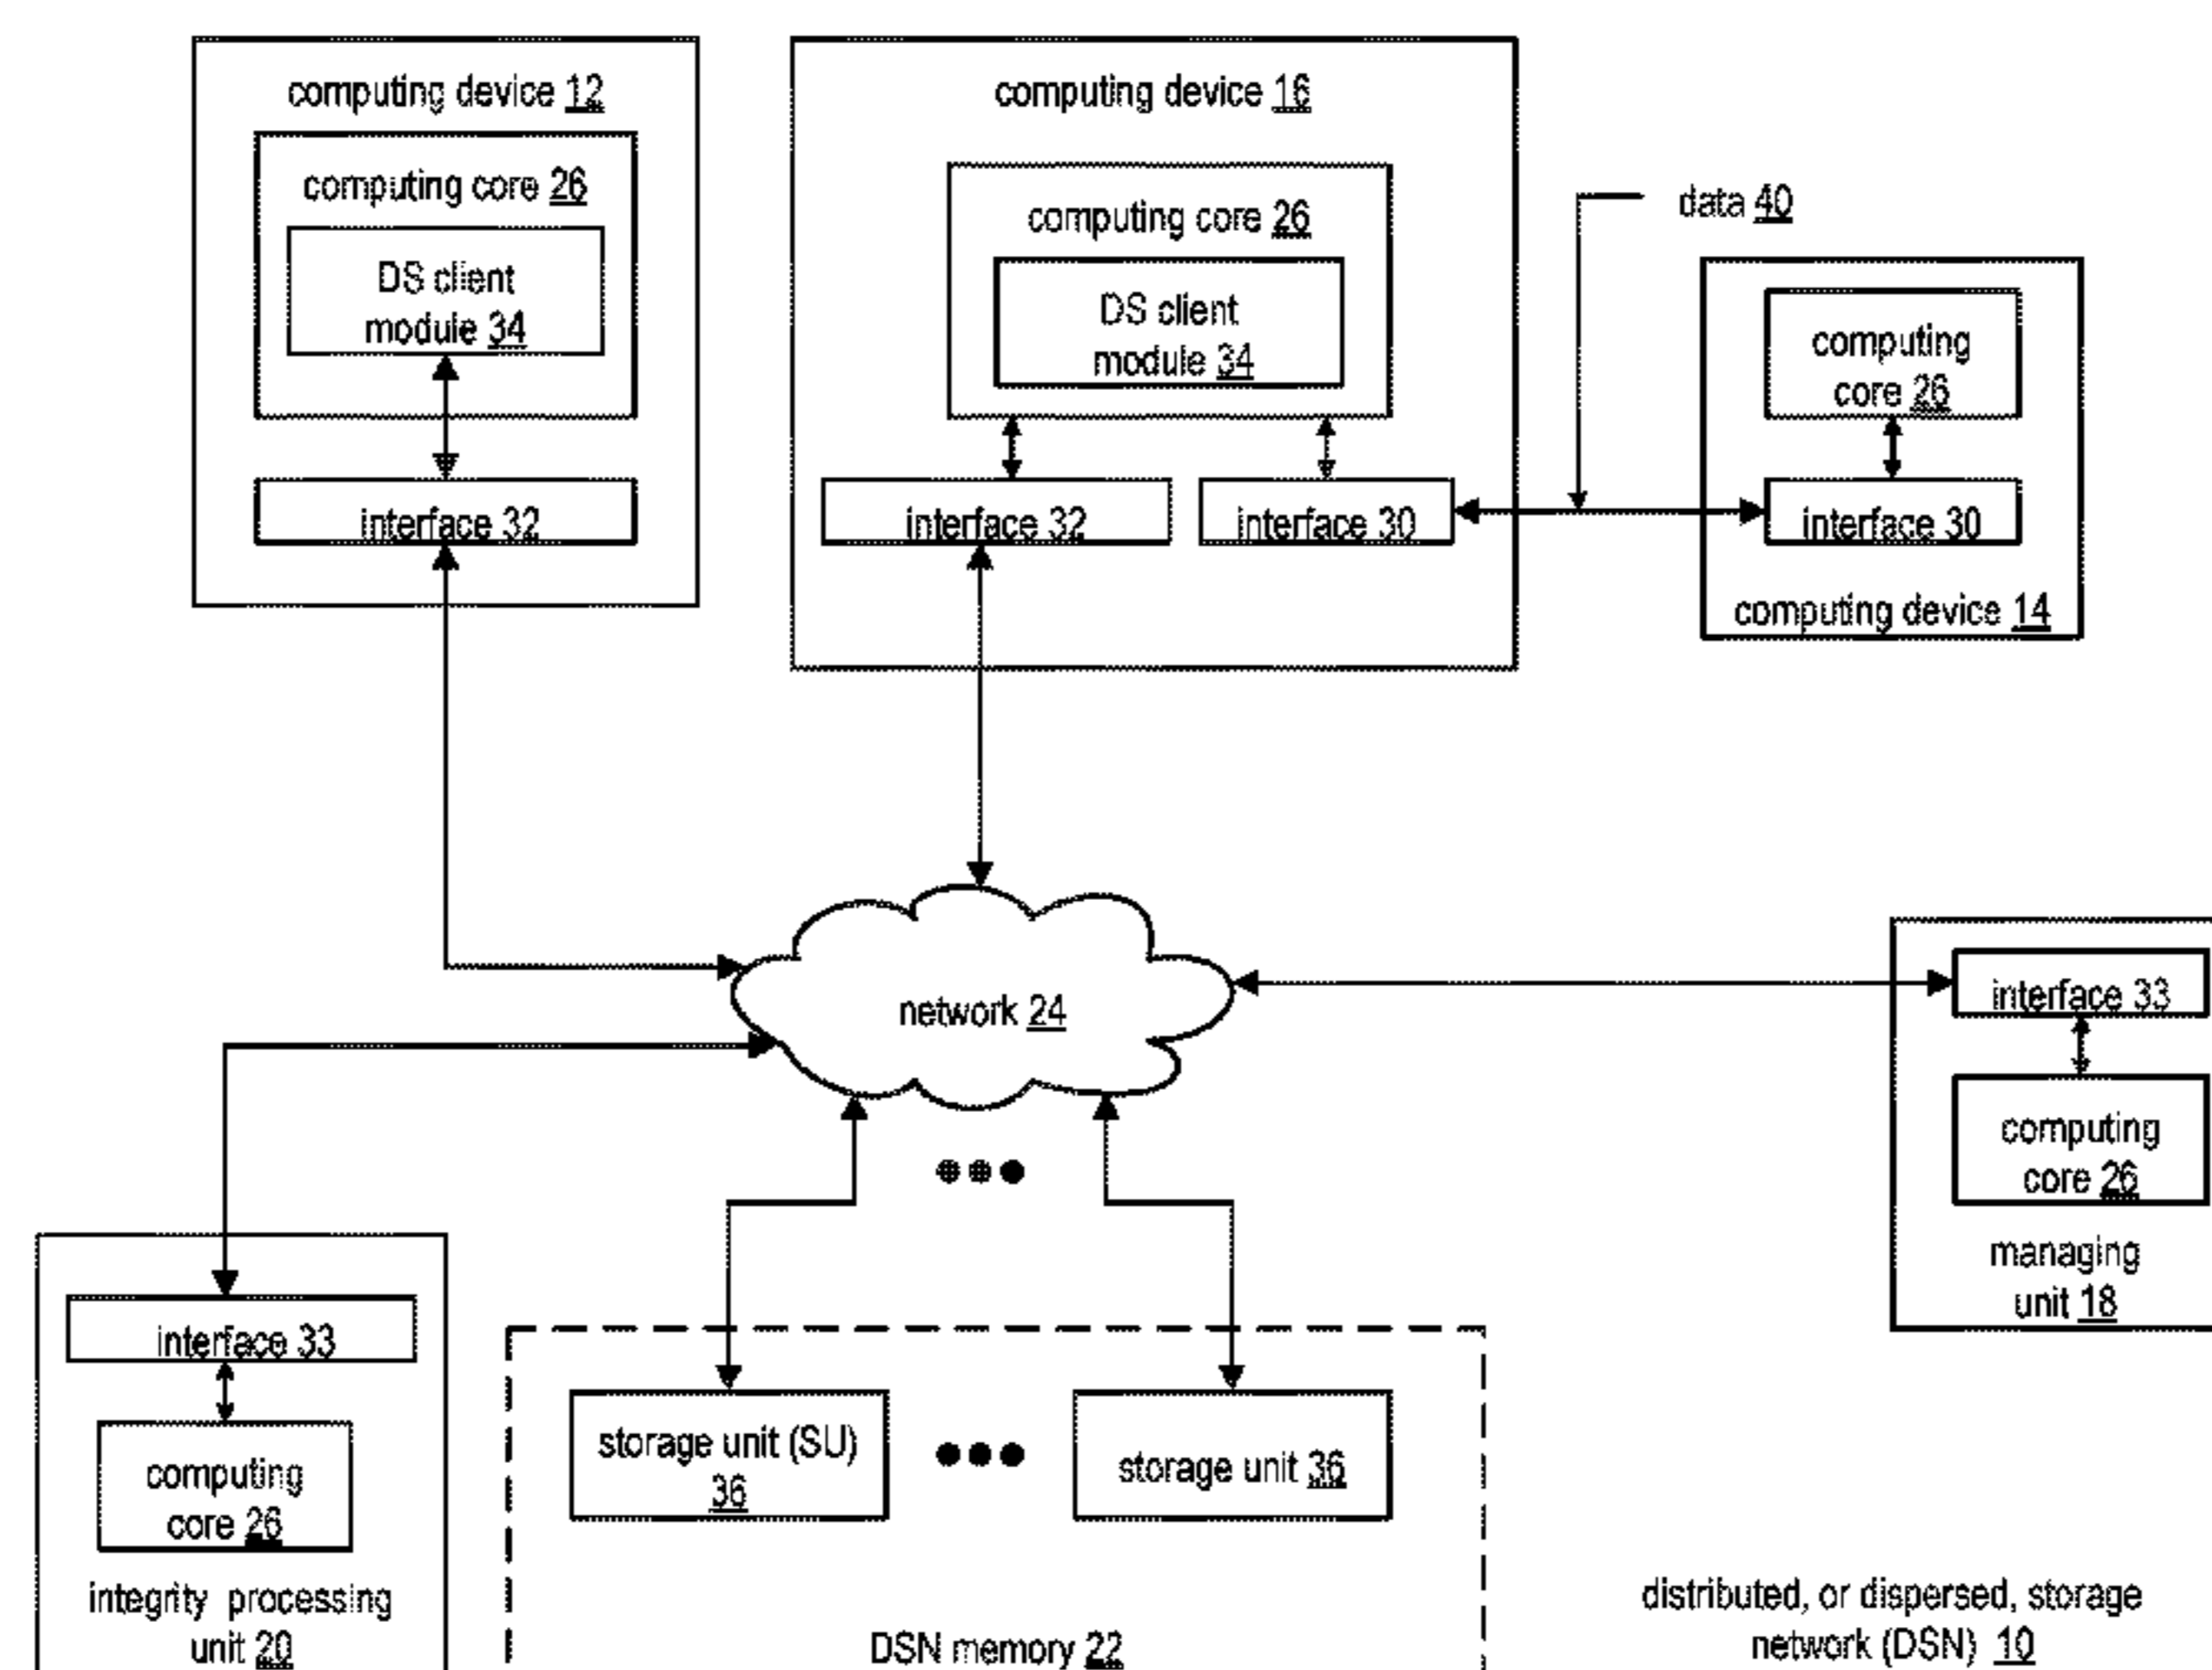 computing device 12
computing core 26
DS client
module 34
interface 32
computing device 16
computing core 26
DS client
module 34
interface 32
interface 30
data 40
computing
core 26
interface 30
computing device 14
network 24
interface 33
computing
core 26
managing
unit 18
interface 33
computing
core 26
integrity processing
unit 20
storage unit (SU)
36
storage unit 36
DSN memory 22
distributed, or dispersed, storage
network (DSN) 10